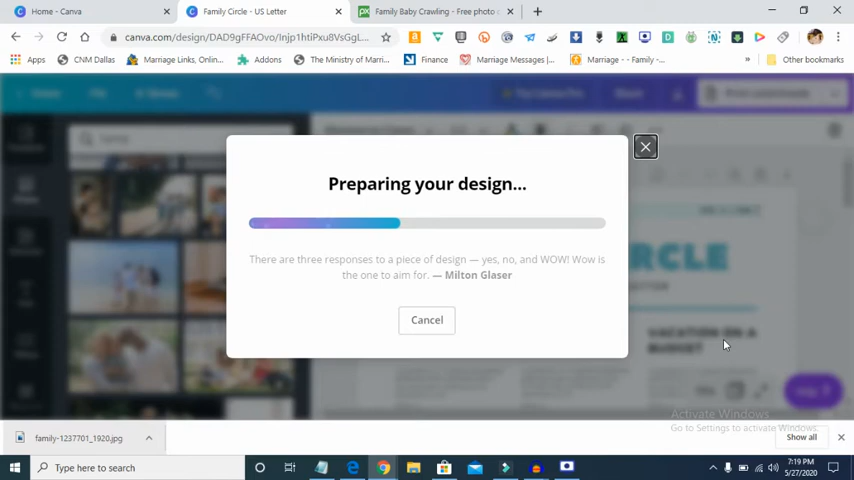 Home - Canva
Family Circle - US Letter
Family Baby Crawling - Free photo
canva.com/design/DAD9gFFAOvo/Injp1htiPxu8VsGgL...
Apps
CNM Dallas
Marriage Links, Onlin...
Addons
The Ministry of Marri...
Finance
Marriage Messages |...
Marriage - - Family -...
Other bookmarks
Preparing your design...
There are three responses to a piece of design — yes, no, and WOW! Wow is
the one to aim for. — Milton Glaser
Cancel
RCLE
VACATION ON A
BUDGET
Activate Windows
Go to Settings to activate Windows.
family-1237701_1920.jpg
Show all
Type here to search
7:19 PM
5/27/2020